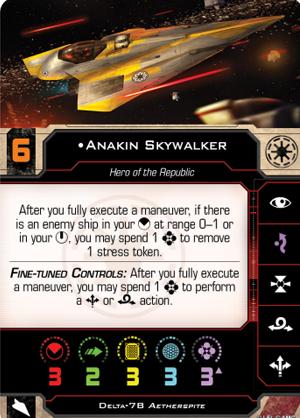 6
•Anakin Skywalker
Hero of the Republic
After you fully execute a maneuver, if there
is an enemy ship in your at range 0–1 or
in your , you may spend 1 to remove
1 stress token.
Fine-tuned Controls: After you fully execute
a maneuver, you may spend 1 to perform
a or action.
3 2 3 3 3
Delta-7B Aethersprite